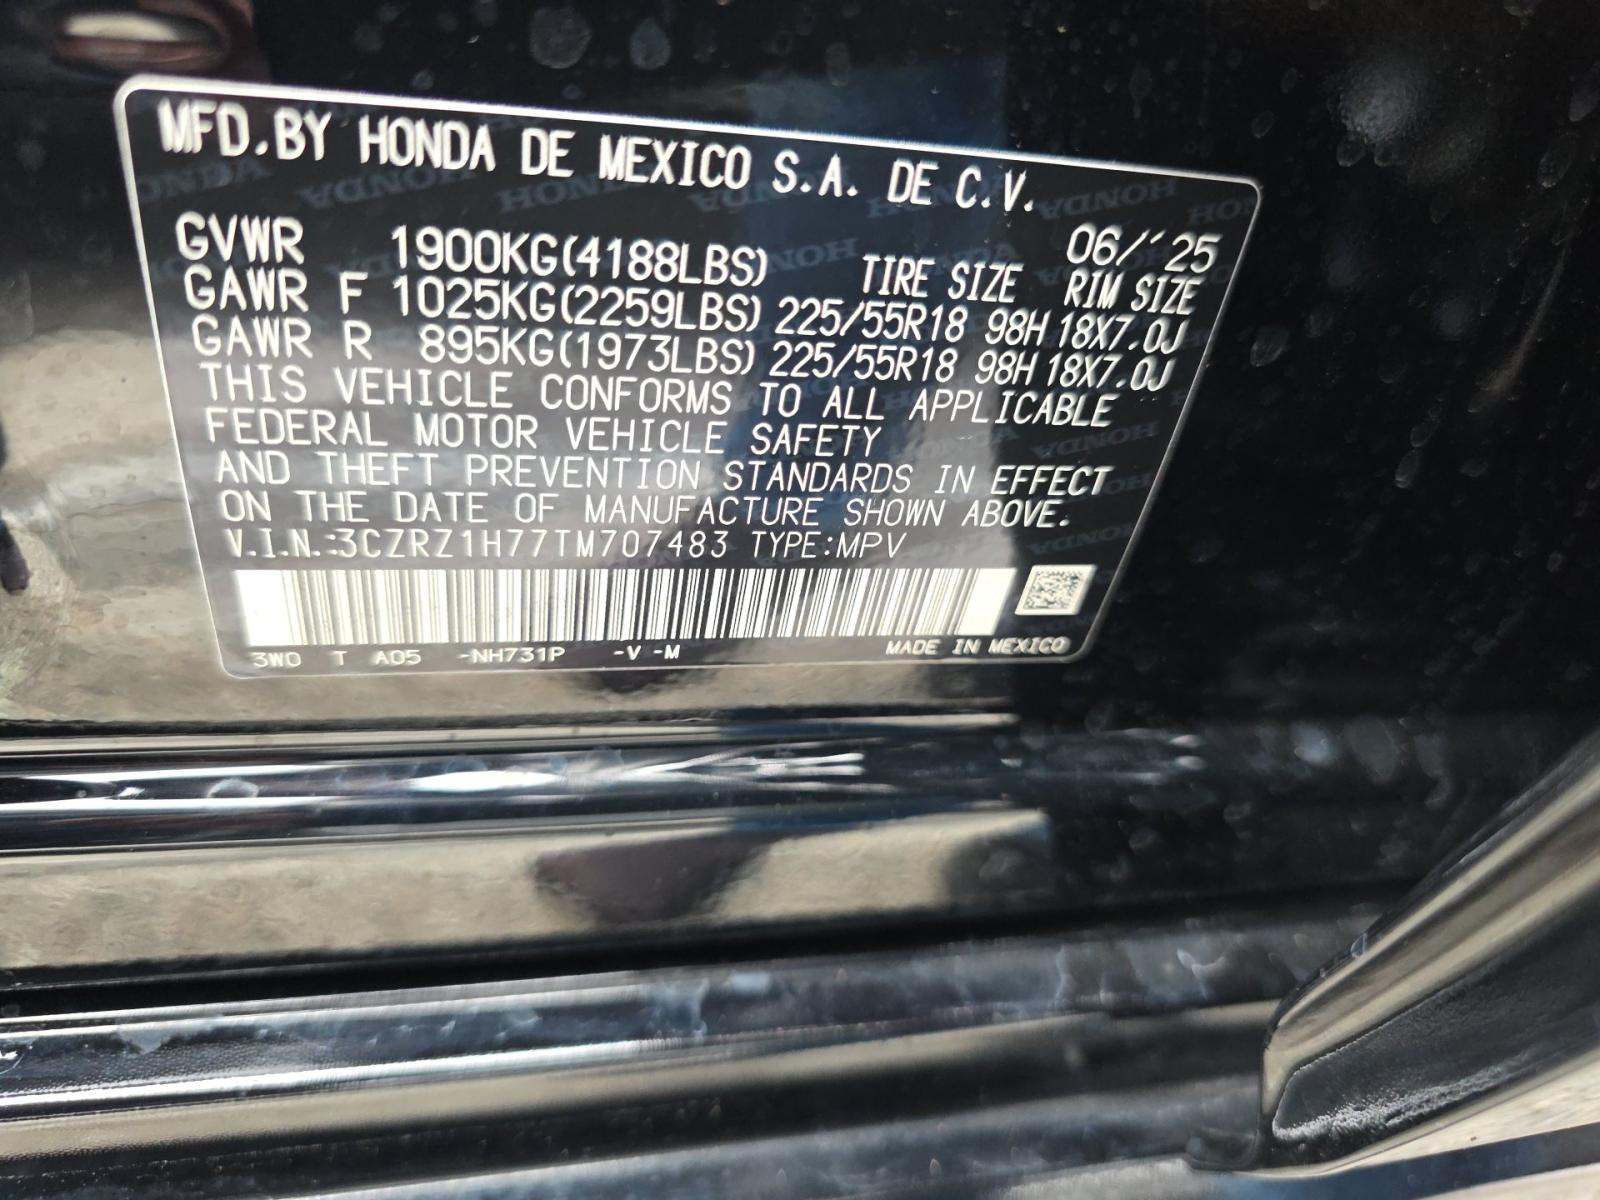 MFD.BY HONDA DE MEXICO S.A. DE C.V.
06/'25
GVWR 1900KG(4188LBS) TIRE SIZE RIM SIZE
GAWR F 1025KG(2259LBS) 225/55R18 98H 18X7.0J
GAWR R 895KG(1973LBS) 225/55R18 98H 18X7.0J
THIS VEHICLE CONFORMS TO ALL APPLICABLE
FEDERAL MOTOR VEHICLE SAFETY
AND THEFT PREVENTION STANDARDS IN EFFECT
ON THE DATE OF MANUFACTURE SHOWN ABOVE.
V.I.N.:3CZRZ1H77TM707483 TYPE:MPV
3W0 T A05 -NH731P -V -M MADE IN MEXICO